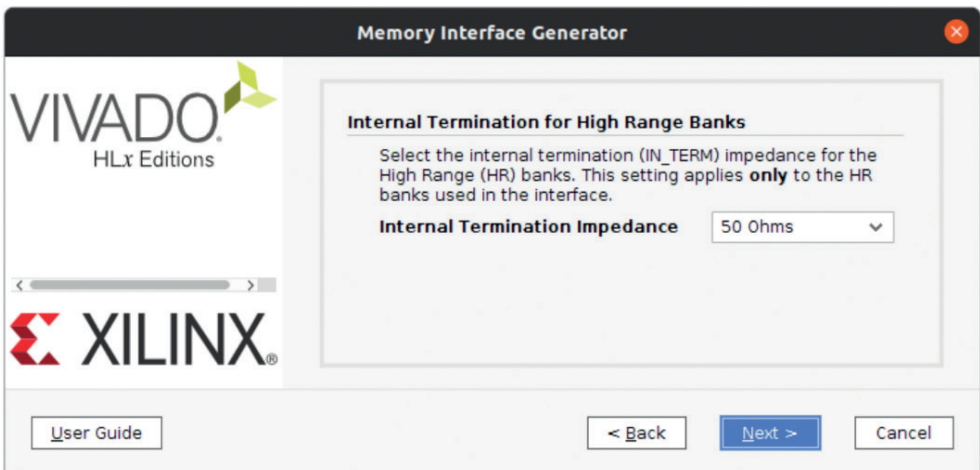 Memory Interface Generator
VIVADO.
HLx Editions
XILINX®
Internal Termination for High Range Banks
Select the internal termination (IN_TERM) impedance for the
High Range (HR) banks. This setting applies only to the HR
banks used in the interface.
Internal Termination Impedance 50 Ohms
User Guide < Back Next > Cancel